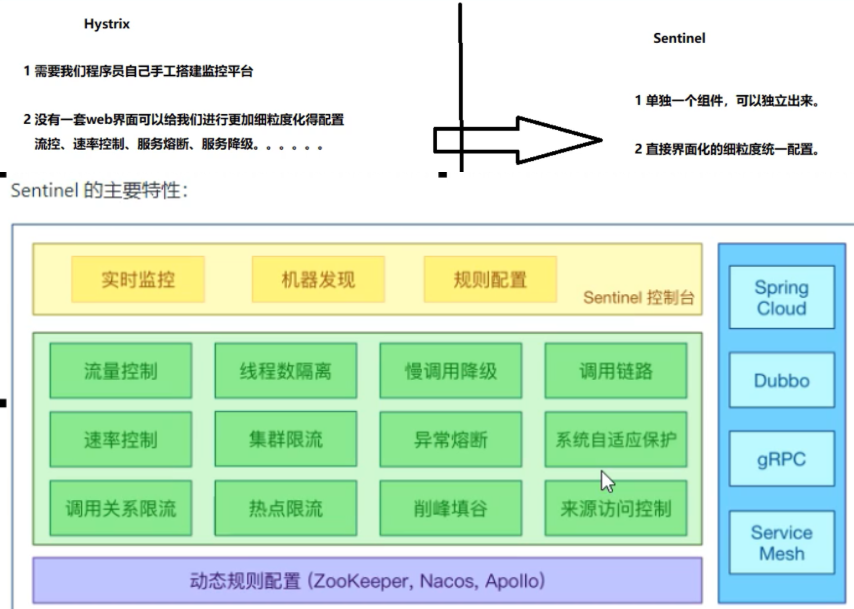 Hystrix
1 需要我们程序员自己手工搭建监控平台
2 没有一套web界面可以给我们进行更加细粒度化得配置
流控、速率控制、服务熔断、服务降级。。。。。。
Sentinel
1 单独一个组件，可以独立出来。
2 直接界面化的细粒度统一配置。
Sentinel 的主要特性：
实时监控
机器发现
规则配置
Sentinel 控制台
流量控制
线程数隔离
慢调用降级
调用链路
速率控制
集群限流
异常熔断
系统自适应保护
调用关系限流
热点限流
削峰填谷
来源访问控制
动态规则配置 (ZooKeeper, Nacos, Apollo)
Spring
Cloud
Dubbo
gRPC
Service
Mesh